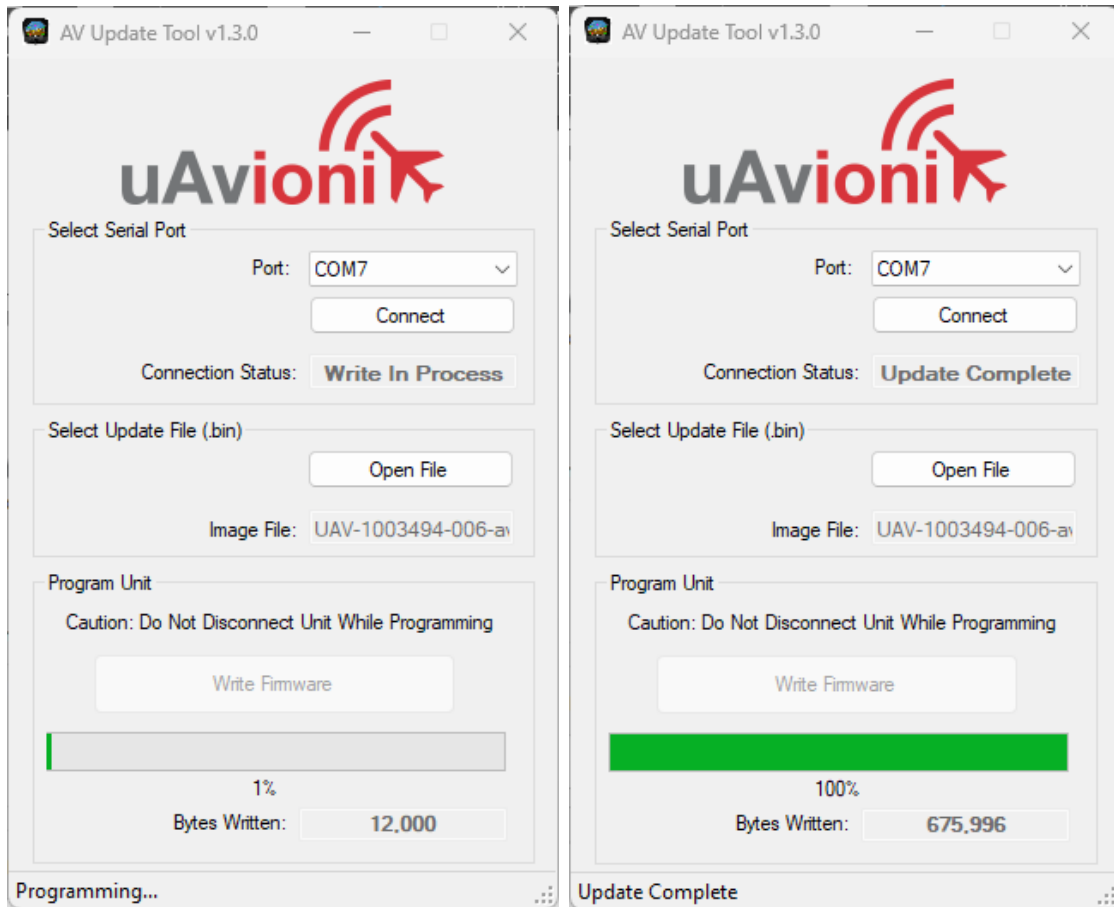 AV Update Tool v1.3.0
uAvioni
Select Serial Port
Port: COM7
Connect
Connection Status: Write In Process
Select Update File (.bin)
Open File
Image File: UAV-1003494-006-av
Program Unit
Caution: Do Not Disconnect Unit While Programming
Write Firmware
1%
Bytes Written: 12,000
Programming...
AV Update Tool v1.3.0
uAvioni
Select Serial Port
Port: COM7
Connect
Connection Status: Update Complete
Select Update File (.bin)
Open File
Image File: UAV-1003494-006-av
Program Unit
Caution: Do Not Disconnect Unit While Programming
Write Firmware
100%
Bytes Written: 675,996
Update Complete